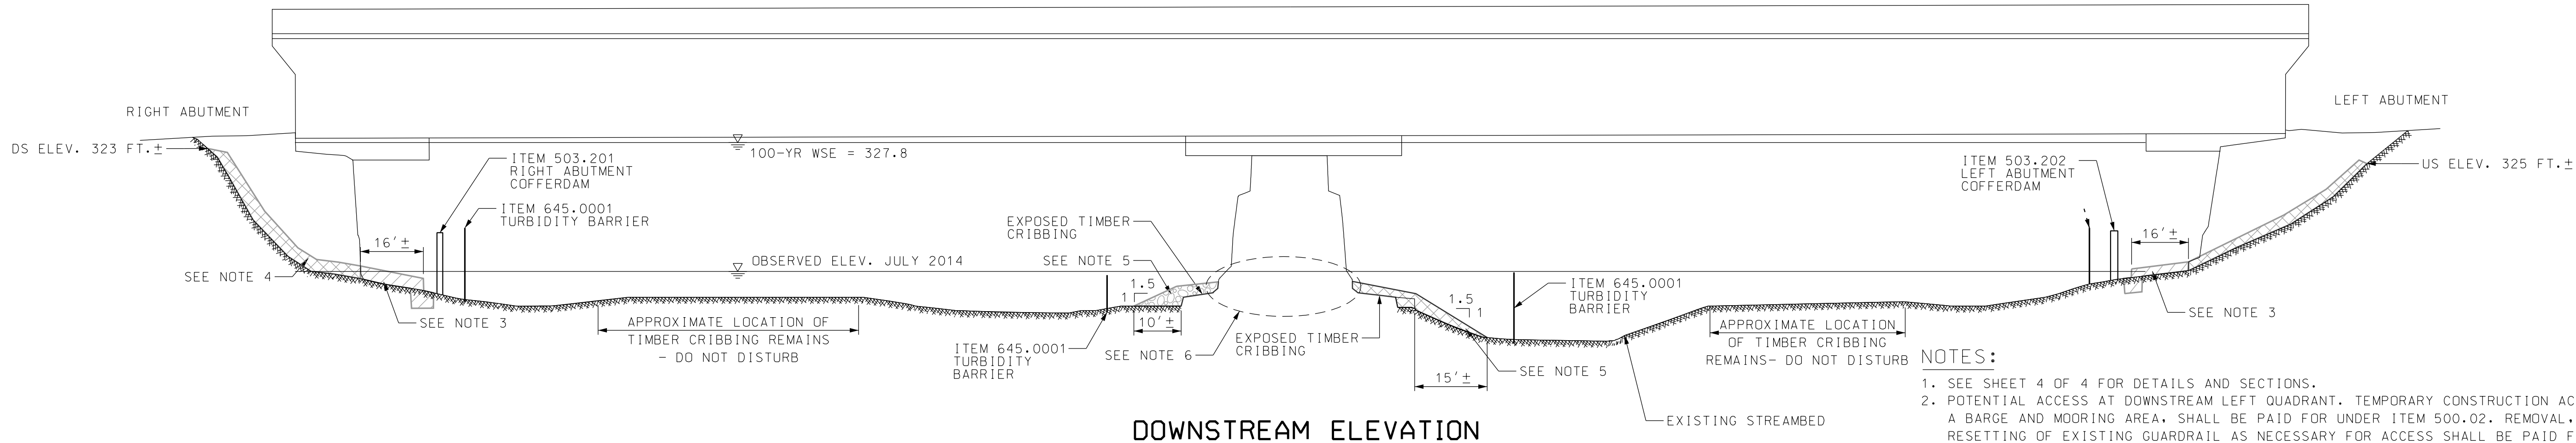 RIGHT ABUTMENT
LEFT ABUTMENT
DS ELEV. 323 FT.±
100-YR WSE = 327.8
ITEM 503.201
RIGHT ABUTMENT
COFFERDAM
ITEM 503.202
LEFT ABUTMENT
COFFERDAM
US ELEV. 325 FT.±
ITEM 645.0001
TURBIDITY BARRIER
EXPOSED TIMBER
CRIBBING
16'±
16'±
SEE NOTE 4
OBSERVED ELEV. JULY 2014
SEE NOTE 5
1.5
1
1.5
1
ITEM 645.0001
TURBIDITY
BARRIER
SEE NOTE 3
SEE NOTE 3
APPROXIMATE LOCATION OF
TIMBER CRIBBING REMAINS
- DO NOT DISTURB
10'±
ITEM 645.0001
TURBIDITY
BARRIER
SEE NOTE 6
EXPOSED TIMBER
CRIBBING
15'±
SEE NOTE 5
APPROXIMATE LOCATION
OF TIMBER CRIBBING
REMAINS- DO NOT DISTURB
EXISTING STREAMBED
DOWNSTREAM ELEVATION
NOTES:
1. SEE SHEET 4 OF 4 FOR DETAILS AND SECTIONS.
2. POTENTIAL ACCESS AT DOWNSTREAM LEFT QUADRANT. TEMPORARY CONSTRUCTION AC
A BARGE AND MOORING AREA, SHALL BE PAID FOR UNDER ITEM 500.02. REMOVAL,
RESETTING OF EXISTING GUARDRAIL AS NECESSARY FOR ACCESS SHALL BE PAID F